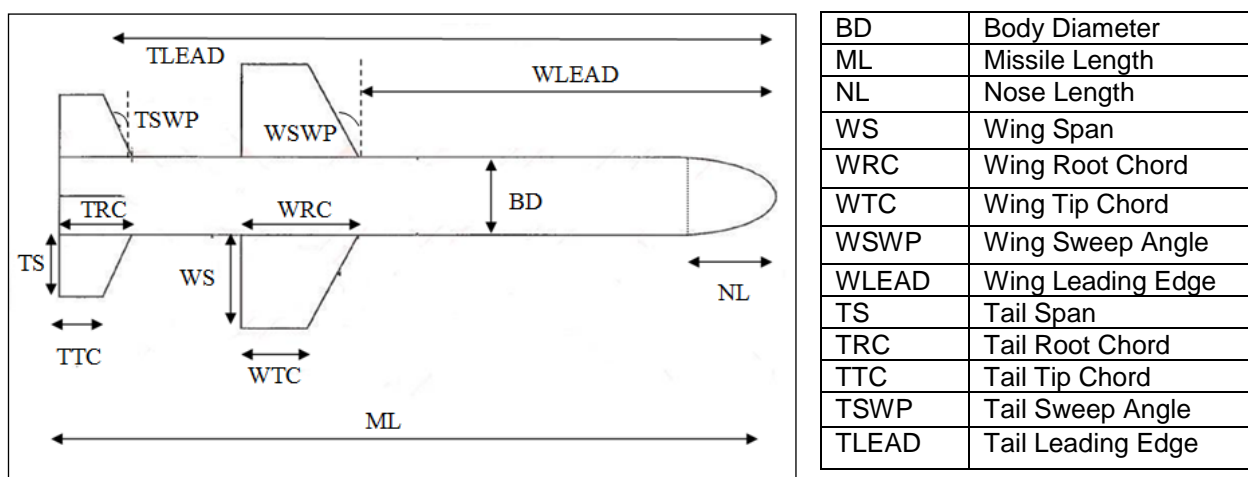 TLEAD
WLEAD
TSWP
WSWP
TRC
WRC
BD
TS
WS
NL
TTC
WTC
ML
BD Body Diameter
ML Missile Length
NL Nose Length
WS Wing Span
WRC Wing Root Chord
WTC Wing Tip Chord
WSWP Wing Sweep Angle
WLEAD Wing Leading Edge
TS Tail Span
TRC Tail Root Chord
TTC Tail Tip Chord
TSWP Tail Sweep Angle
TLEAD Tail Leading Edge